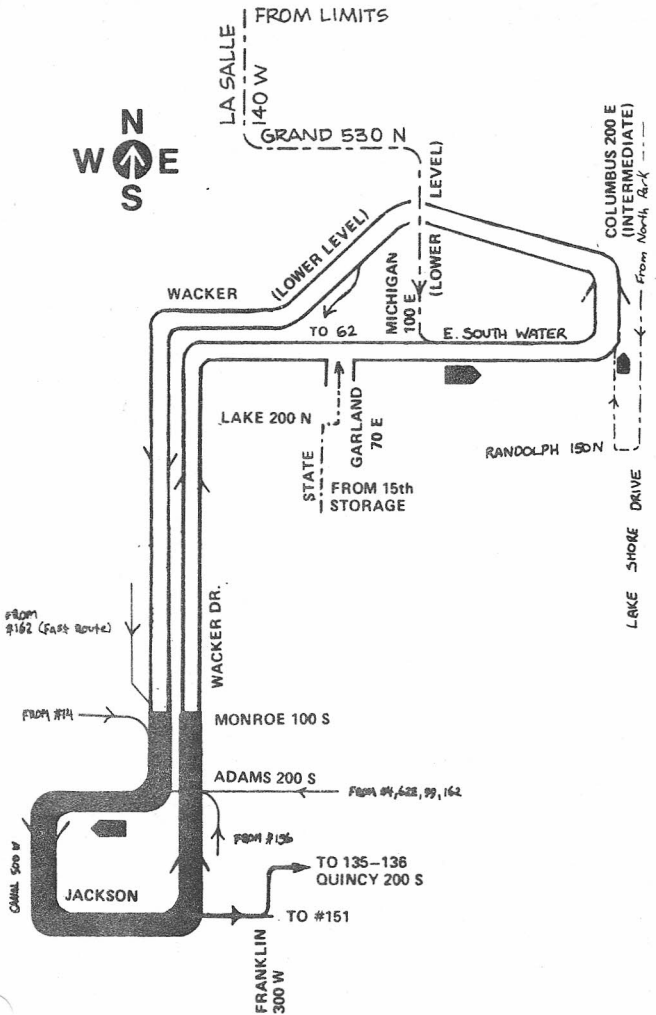 FROM LIMITS
LA SALLE
140 W
GRAND 530 N
N
W E
S
COLUMBUS 200 E
(INTERMEDIATE)
From North Park
(LOWER LEVEL)
WACKER
(LOWER LEVEL)
MICHIGAN
100 E
TO 62
E. SOUTH WATER
LAKE 200 N
GARLAND
70 E
STATE
FROM 15th
STORAGE
RANDOLPH 150 N
LAKE SHORE DRIVE
FROM
#162 (Fast Route)
WACKER DR.
FROM #14
MONROE 100 S
ADAMS 200 S
FROM #4, 62E, 99, 162
FROM #156
CANAL 500 W
JACKSON
TO 135–136
QUINCY 200 S
TO #151
FRANKLIN
300 W